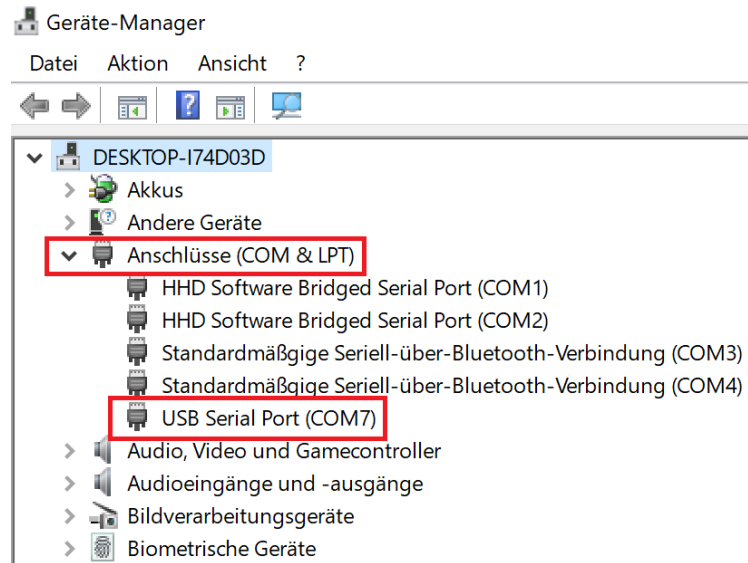 Geräte-Manager
Datei Aktion Ansicht ?
DESKTOP-I74D03D
Akkus
Andere Geräte
Anschlüsse (COM & LPT)
HHD Software Bridged Serial Port (COM1)
HHD Software Bridged Serial Port (COM2)
Standardmäßgige Seriell-über-Bluetooth-Verbindung (COM3)
Standardmäßgige Seriell-über-Bluetooth-Verbindung (COM4)
USB Serial Port (COM7)
Audio, Video und Gamecontroller
Audioeingänge und -ausgänge
Bildverarbeitungsgeräte
Biometrische Geräte